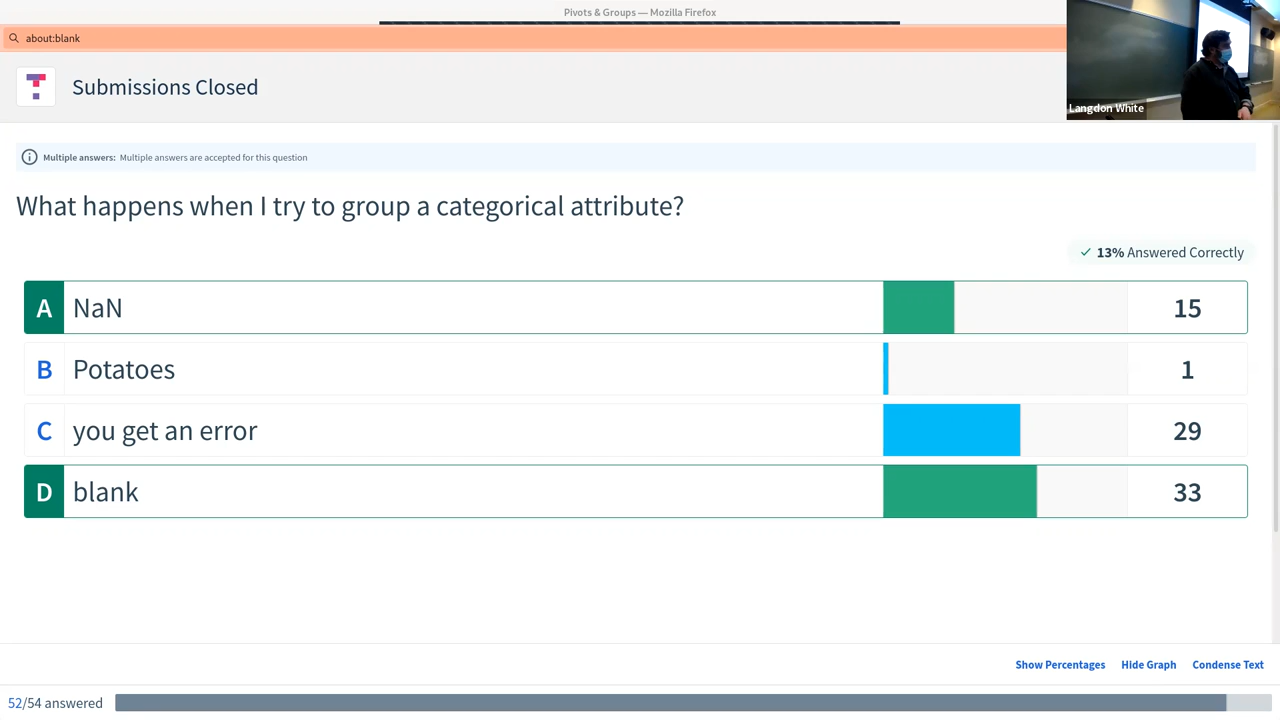 Pivots & Groups — Mozilla Firefox
about:blank
Submissions Closed
Langdon White
Multiple answers: Multiple answers are accepted for this question
What happens when I try to group a categorical attribute?
13% Answered Correctly
A NaN 15
B Potatoes 1
C you get an error 29
D blank 33
Show Percentages Hide Graph Condense Text
52/54 answered